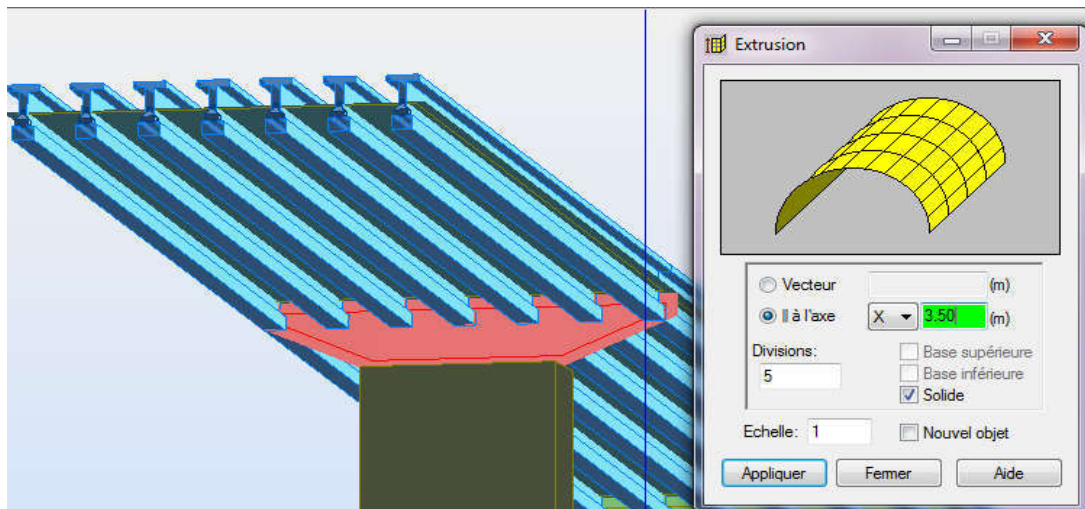 Extrusion
Vecteur (m)
|| à l'axe X 3.50 (m)
Divisions:
5
Base supérieure
Base inférieure
Solide
Echelle: 1 Nouvel objet
Appliquer Fermer Aide